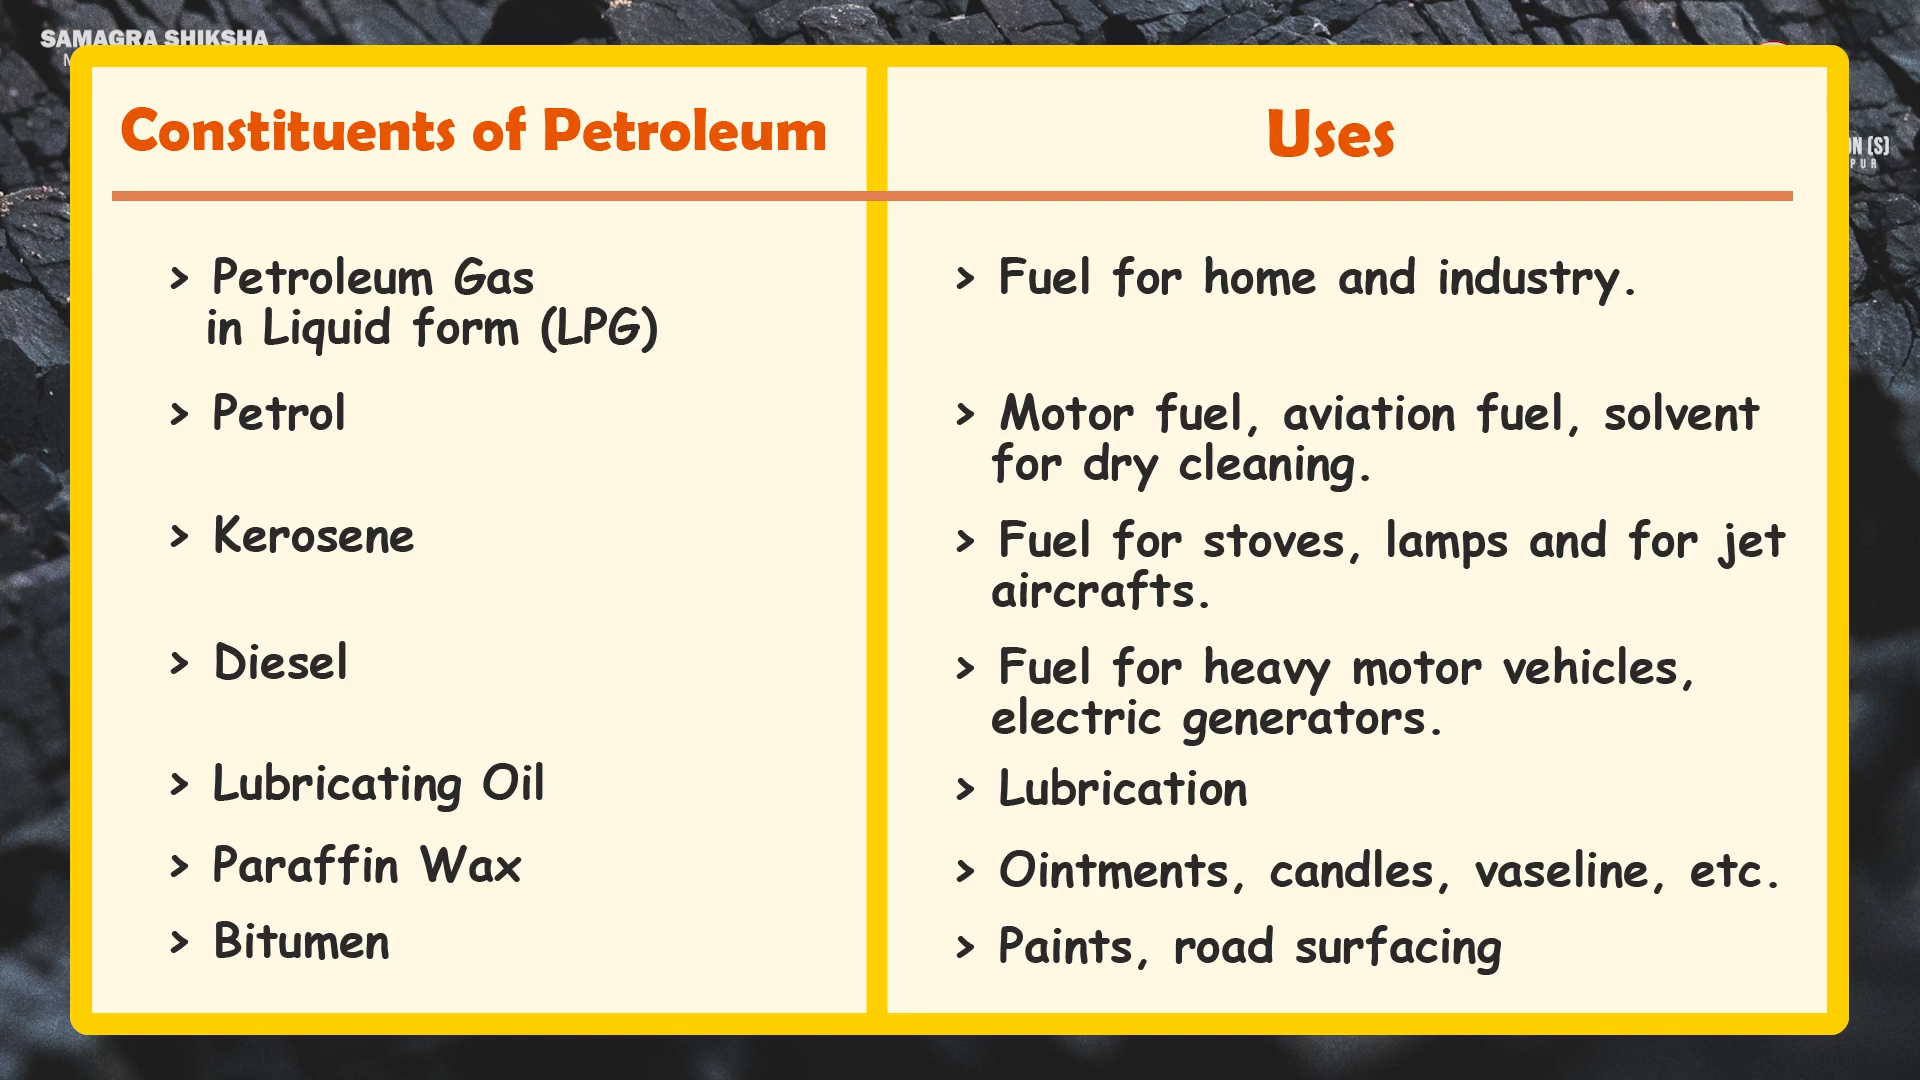 SAMAGRA SHIKSHA
Constituents of Petroleum
Uses
> Petroleum Gas
in Liquid form (LPG)
> Fuel for home and industry.
> Petrol
> Motor fuel, aviation fuel, solvent
for dry cleaning.
> Kerosene
> Fuel for stoves, lamps and for jet
aircrafts.
> Diesel
> Fuel for heavy motor vehicles,
electric generators.
> Lubricating Oil
> Lubrication
> Paraffin Wax
> Ointments, candles, vaseline, etc.
> Bitumen
> Paints, road surfacing